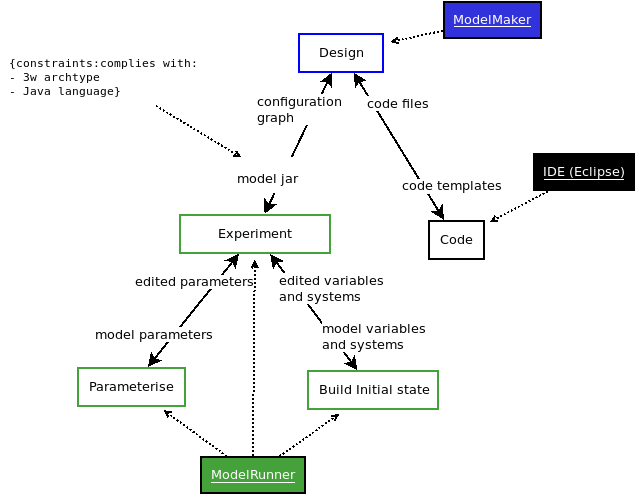 ModelMaker
Design
{constraints:complies with:
- 3w archtype
- Java language}
configuration
graph
code files
model jar
code templates
IDE (Eclipse)
Experiment
Code
edited parameters
edited variables
and systems
model parameters
model variables
and systems
Parameterise
Build Initial state
ModelRunner